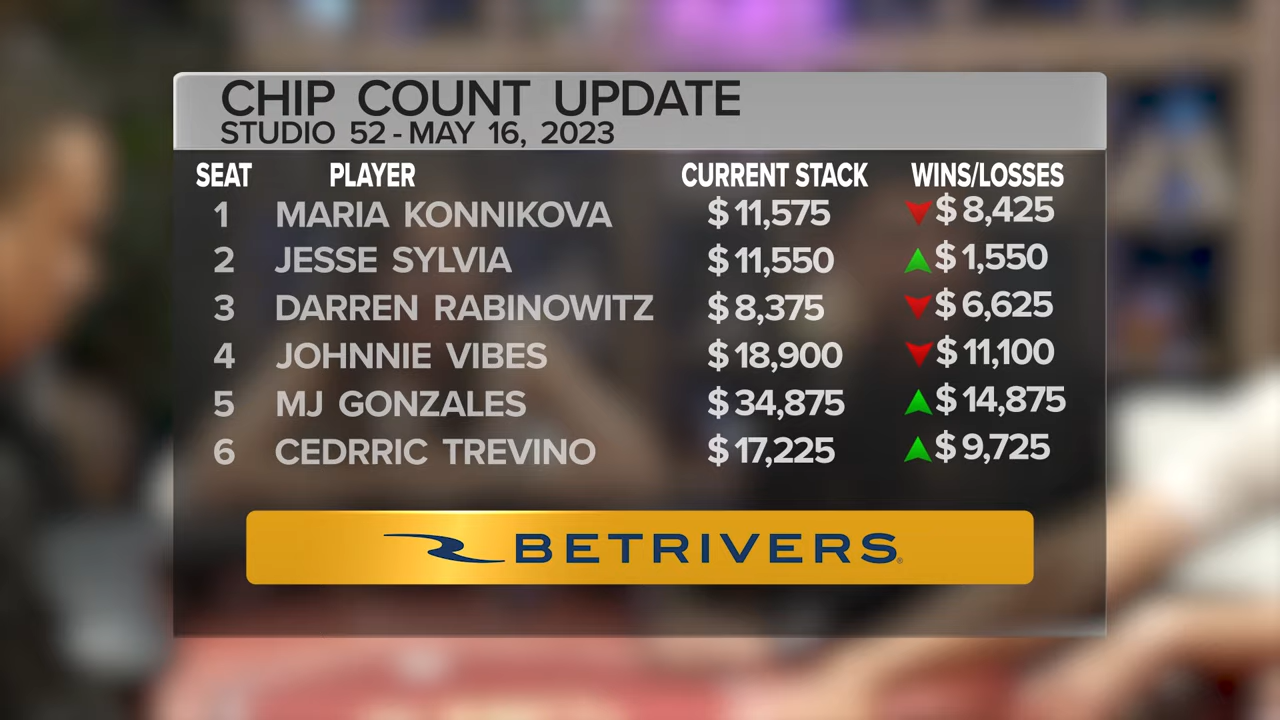 CHIP COUNT UPDATE
STUDIO 52 - MAY 16, 2023
SEAT PLAYER CURRENT STACK WINS/LOSSES
1 MARIA KONNIKOVA $11,575 $8,425
2 JESSE SYLVIA $11,550 $1,550
3 DARREN RABINOWITZ $8,375 $6,625
4 JOHNNIE VIBES $18,900 $11,100
5 MJ GONZALES $34,875 $14,875
6 CEDRRIC TREVINO $17,225 $9,725
BETRIVERS®